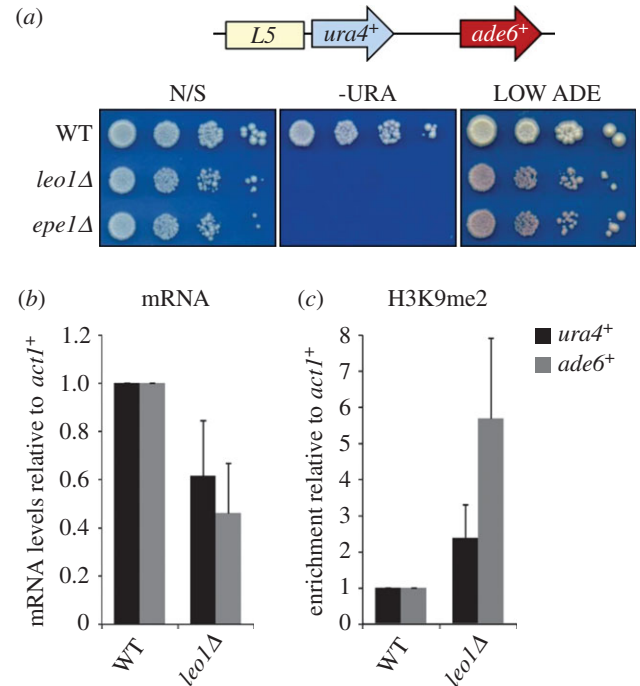 (a)
L5 ura4+ ade6+
N/S -URA LOW ADE
WT
leo1Δ
epe1Δ
(b) mRNA
mRNA levels relative to act1+
1.2
1.0
0.8
0.6
0.4
0.2
0
WT leo1Δ
(c) H3K9me2
enrichment relative to act1+
8
7
6
5
4
3
2
1
0
WT leo1Δ
ura4+
ade6+